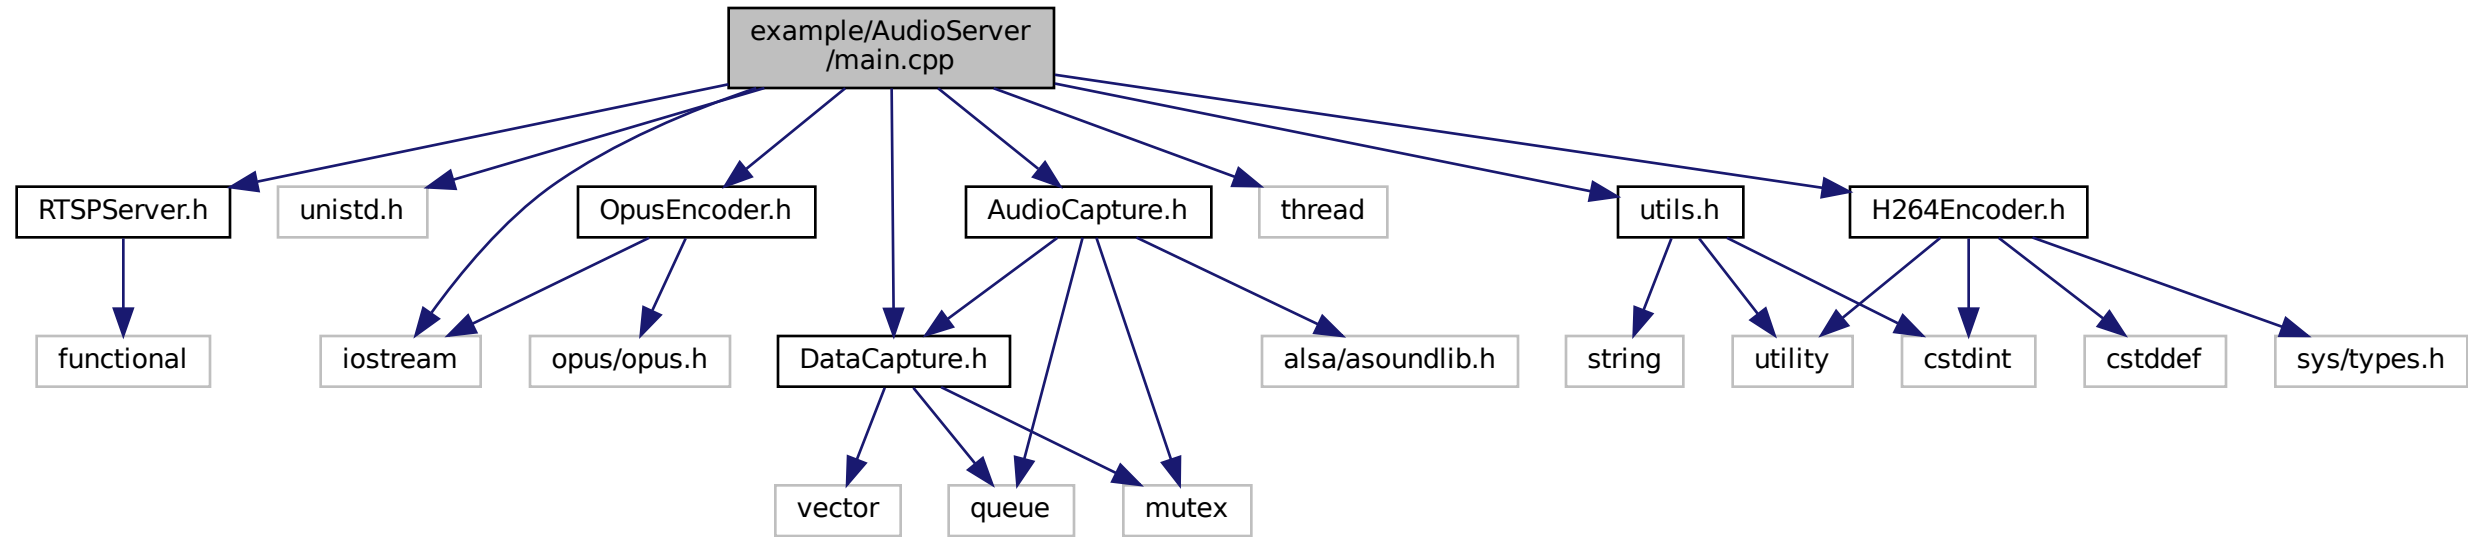 example/AudioServer
/main.cpp
RTSPServer.h
unistd.h
OpusEncoder.h
AudioCapture.h
thread
utils.h
H264Encoder.h
functional
iostream
opus/opus.h
DataCapture.h
alsa/asoundlib.h
string
utility
cstdint
cstddef
sys/types.h
vector
queue
mutex